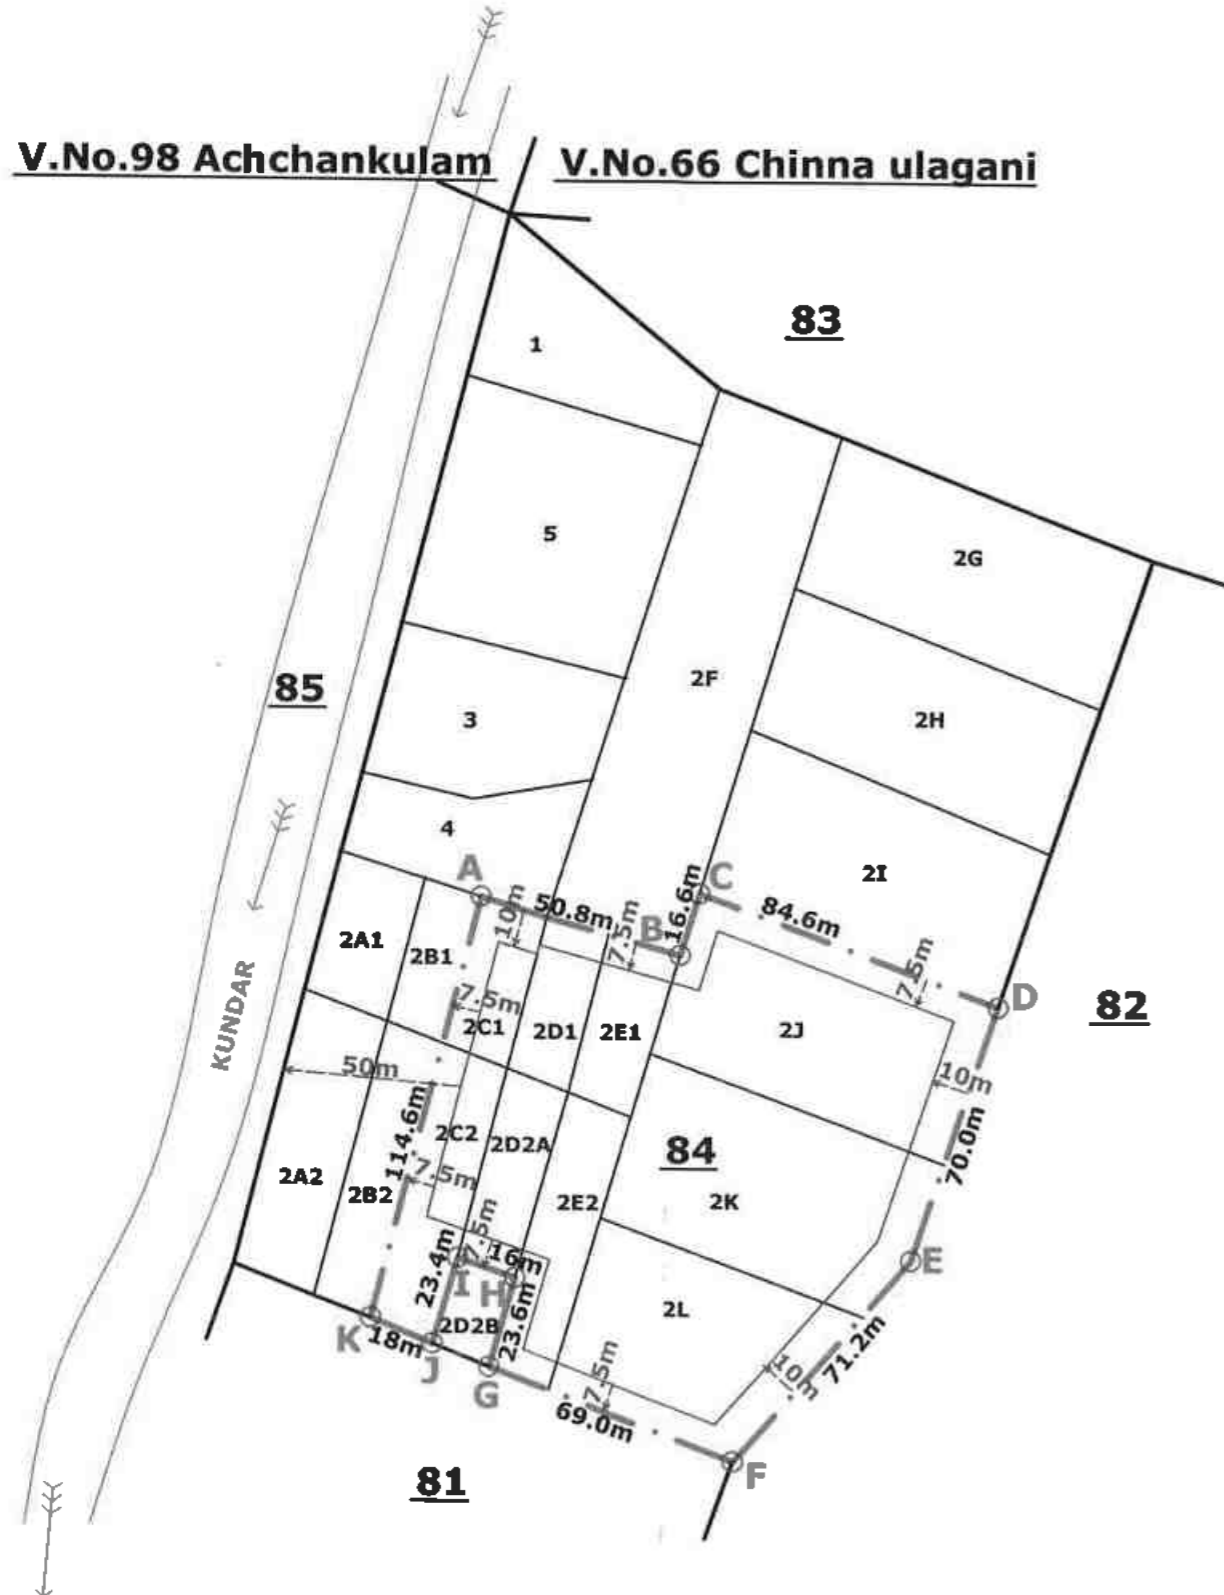 V.No.98 Achchankulam
V.No.66 Chinna ulagani
83
1
5
2G
2F
85
3
2H
4
A
2I
C
10m
50.8m
16.6m
84.6m
7.5m
B
2A1
2B1
7.5m
D
82
KUNDAR
7.5m
2C1
2D1
2E1
2J
50m
10m
114.6m
2C2
2D2A
84
70.0m
2A2
7.5m
2B2
2E2
2K
7.5m
23.4m
I
16m
H
E
2L
2D2B
23.6m
K
18m
J
G
71.2m
10m
7.5m
69.0m
F
81